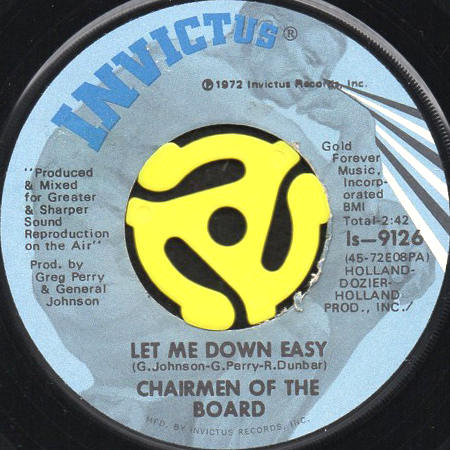 INVICTUS®
℗1972 Invictus Records, Inc.
"Produced
& Mixed
for Greater
& Sharper
Sound
Reproduction
on the Air"
Prod. by
Greg Perry
& General
Johnson
Gold
Forever
Music,
Incorp-
orated
BMI
Total-2:42
Is-9126
(45-72E08PA)
HOLLAND-
DOZIER-
HOLLAND
PROD., INC./
LET ME DOWN EASY
(G.Johnson-G.Perry-R.Dunbar)
CHAIRMEN OF THE
BOARD
MFD. BY INVICTUS RECORDS, INC.